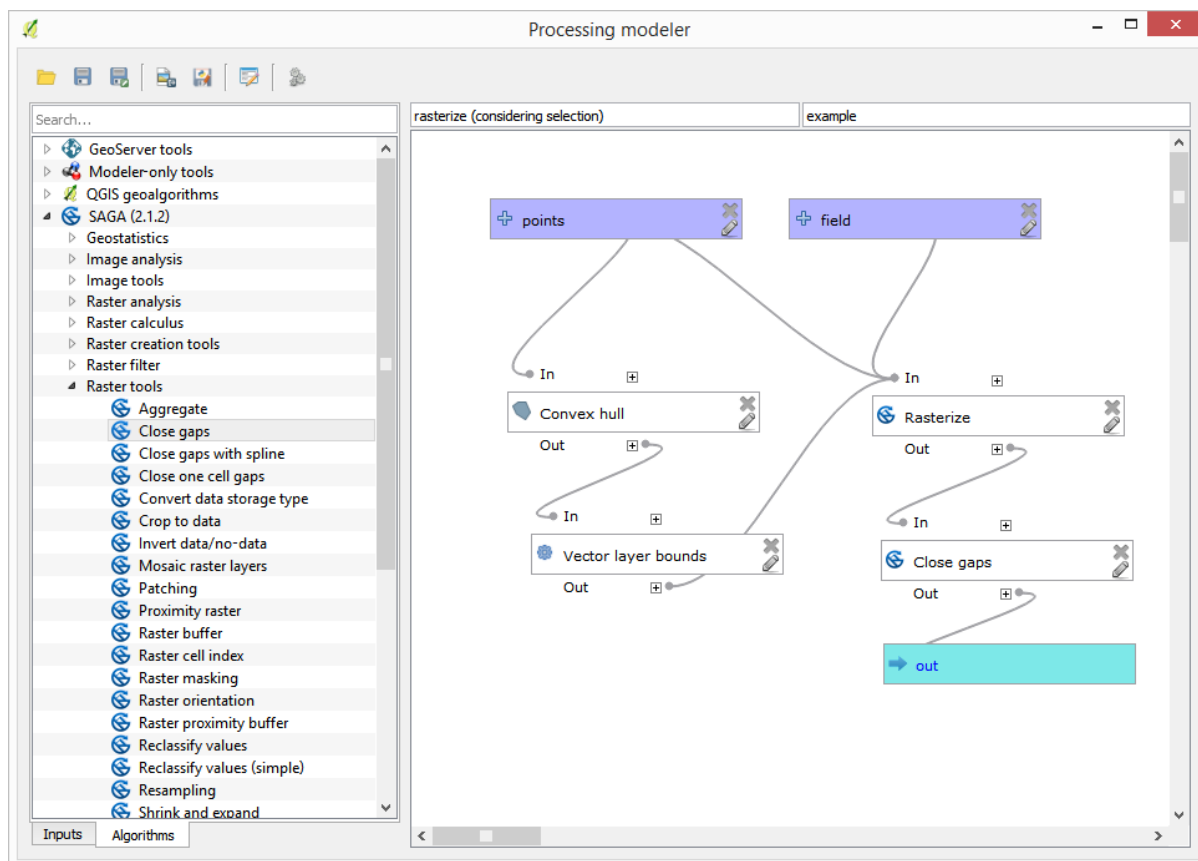 Processing modeler
Search...
rasterize (considering selection)
example
GeoServer tools
Modeler-only tools
QGIS geoalgorithms
SAGA (2.1.2)
Geostatistics
Image analysis
Image tools
Raster analysis
Raster calculus
Raster creation tools
Raster filter
Raster tools
Aggregate
Close gaps
Close gaps with spline
Close one cell gaps
Convert data storage type
Crop to data
Invert data/no-data
Mosaic raster layers
Patching
Proximity raster
Raster buffer
Raster cell index
Raster masking
Raster orientation
Raster proximity buffer
Reclassify values
Reclassify values (simple)
Resampling
Shrink and expand
Inputs
Algorithms
points
field
In
Convex hull
Out
In
Rasterize
Out
In
Vector layer bounds
Out
In
Close gaps
Out
out